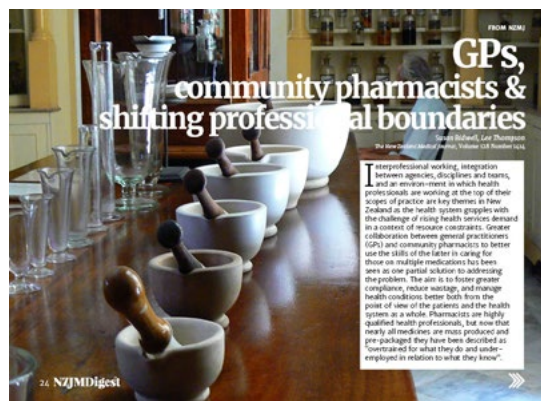 FROM NZMJ
GPs,
community pharmacists &
shifting professional boundaries
Susan Bidwell, Lee Thompson
The New Zealand Medical Journal, Volume 128 Number 1414
Interprofessional working, integration
between agencies, disciplines and teams,
and an environ-ment in which health
professionals are working at the top of their
scopes of practice are key themes in New
Zealand as the health system grapples with
the challenge of rising health services demand
in a context of resource constraints. Greater
collaboration between general practitioners
(GPs) and community pharmacists to better
use the skills of the latter in caring for
those on multiple medications has been
seen as one partial solution to addressing
the problem. The aim is to foster greater
compliance, reduce wastage, and manage
health conditions better both from the
point of view of the patients and the health
system as a whole. Pharmacists are highly
qualified health professionals, but now that
nearly all medicines are mass produced and
pre-packaged they have been described as
"overtrained for what they do and under-
employed in relation to what they know".
24 NZJMDigest